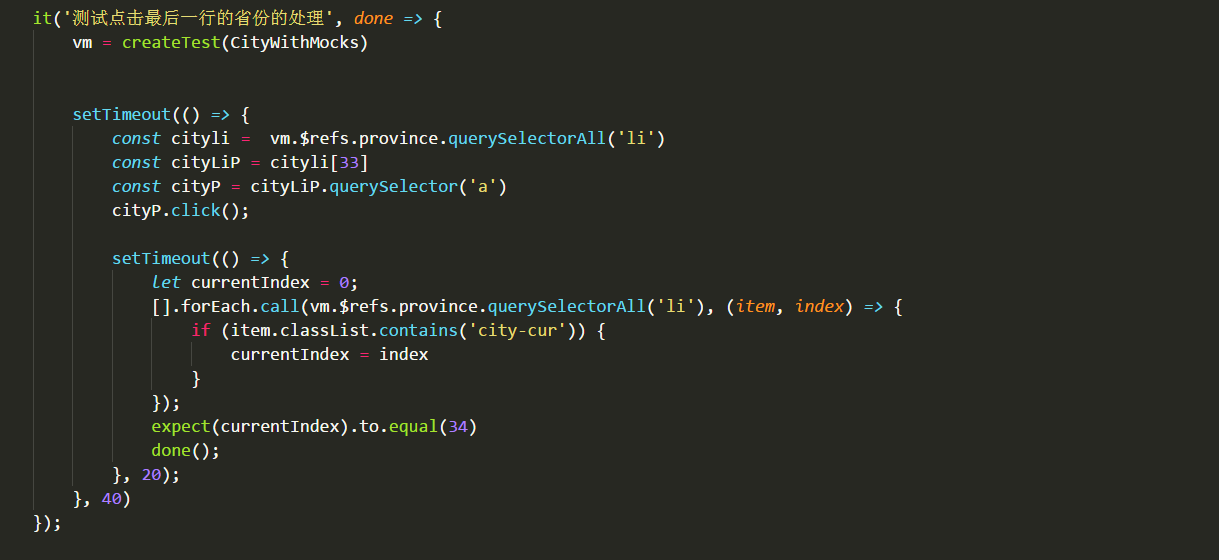 it('测试点击最后一行的省份的处理', done => {
vm = createTest(CityWithMocks)
setTimeout(() => {
const cityli =  vm.$refs.province.querySelectorAll('li')
const cityLiP = cityli[33]
const cityP = cityLiP.querySelector('a')
cityP.click();
setTimeout(() => {
let currentIndex = 0;
[].forEach.call(vm.$refs.province.querySelectorAll('li'), (item, index) => {
if (item.classList.contains('city-cur')) {
currentIndex = index
}
});
expect(currentIndex).to.equal(34)
done();
}, 20);
}, 40)
});